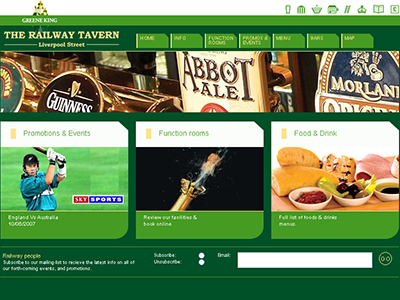 GREENE KING
THE RAILWAY TAVERN
Liverpool Street
HOME
INFO
FUNCTION ROOMS
PROMOS & EVENTS
MENU
BARS
MAP
GUINNESS
ABBOT
ALE
MORLAND
ORIGINAL
Promotions & Events
Function rooms
Food & Drink
SKY SPORTS
England Vs Australia
10/06/2007
Review our facilities &
book online
Full list of foods & drinks
menus.
Railway people
Subscribe to our mailing-list to recieve the latest info on all of
our forth-coming events, and promotions.
Subscribe:
Unsubscribe:
Email:
GO